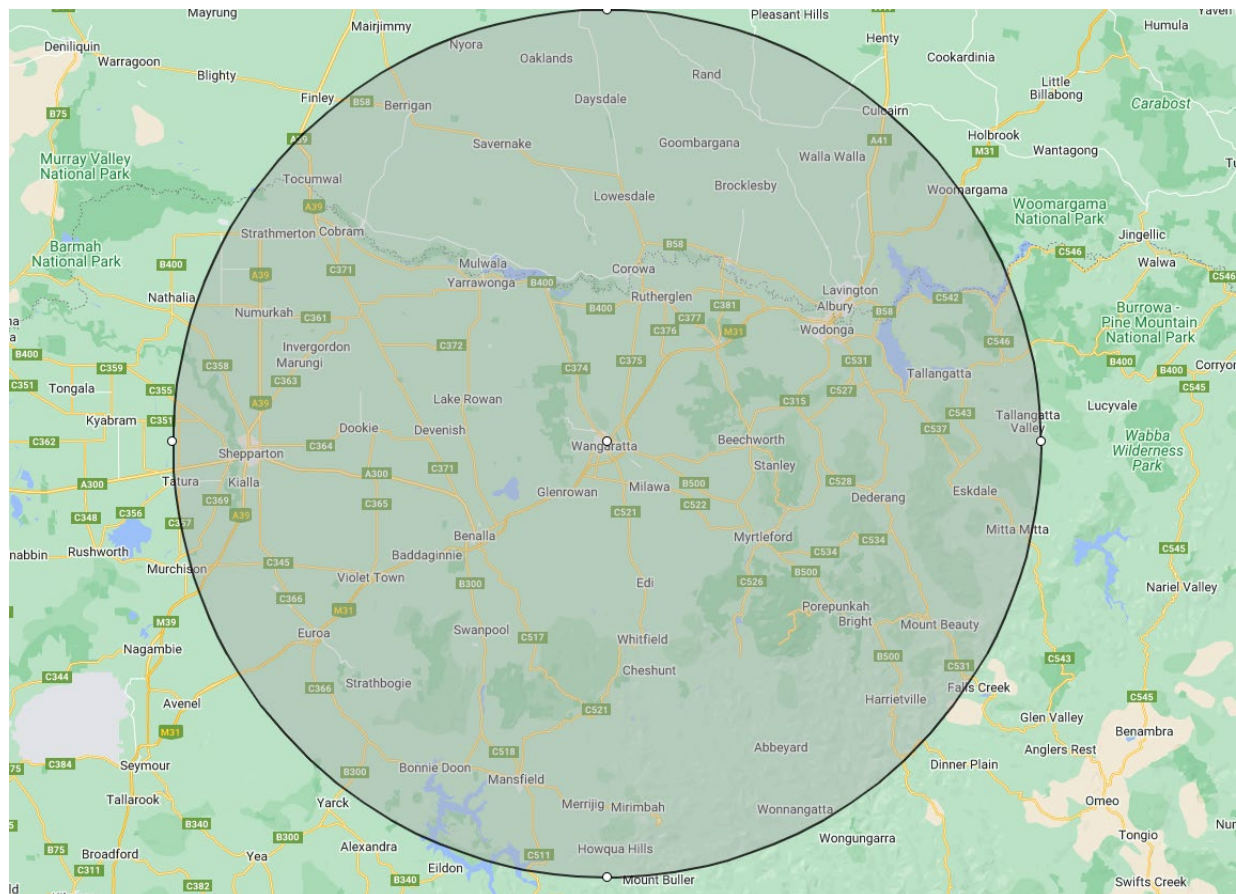 Mayrung
Mairjimmy
Pleasant Hills
Yaven
Humula
Deniliquin
Nyora
Henty
Warragoon
Oaklands
Cookardinia
Blighty
Rand
Little
Billabong
Finley
B58
Berrigan
Daysdale
Culcairn
Carabost
B75
A39
Savernake
Goombargana
A41
Holbrook
M31
Wantagong
Murray Valley
National Park
Walla Walla
Tocumwal
Brocklesby
Woomargama
Lowesdale
A39
Woomargama
National Park
Strathmerton
Cobram
Jingellic
Barmah
National Park
B400
B58
C546
Walwa
A39
C371
Mulwala
Corowa
C546
Yarrawonga
B400
Nathalia
Rutherglen
Lavington
Albury
C542
Numurkah
C361
B400
C381
B58
Burrowa -
Pine Mountain
National Park
C377
C376
M31
Wodonga
Invergordon
Marungi
C372
C546
B400
C359
C358
C375
C531
B400
B400
Corryon
C351
Tongala
C355
C363
C374
Tallangatta
C545
C527
Lake Rowan
A39
C315
C543
Lucyvale
Kyabram
C351
Tallangatta
Valley
C362
Dookie
Devenish
C537
C364
Wangaratta
Beechworth
Wabba
Wilderness
Park
Shepparton
C371
Stanley
A300
Tatura
Kialla
A300
Milawa
B500
C528
Glenrowan
Eskdale
C369
C365
C522
Dederang
C348
C356
C521
A39
C357
Mitta Mitta
Benalla
Myrtleford
C534
C545
Rushworth
Baddaginnie
C534
Murchison
C345
B500
Violet Town
B300
Edi
C526
Nariel Valley
C366
M31
Porepunkah
Bright
M39
Mount Beauty
Euroa
Swanpool
C517
Whitfield
Nagambie
B500
C543
C344
C531
Cheshunt
C366
Strathbogie
Falls Creek
C545
Avenel
Harrietville
C521
Glen Valley
M31
Benambra
Abbeyard
C518
Anglers Rest
C384
Seymour
Bonnie Doon
Dinner Plain
B300
Mansfield
Tallarook
Yarck
Merrijig
Mirimbah
Wonnangatta
Omeo
B340
B300
Wongungarra
Tongio
B75
Alexandra
Howqua Hills
Broadford
Yea
C511
C311
Eildon
C382
B340
Mount Buller
Swifts Creek